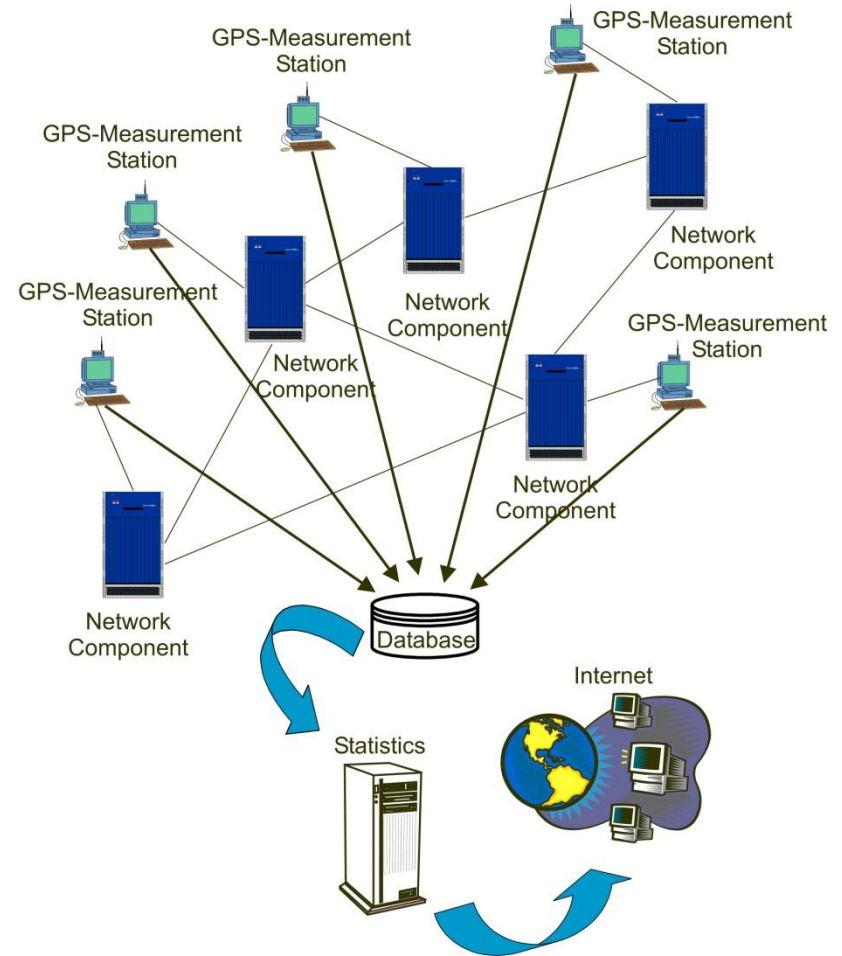 GPS-Measurement
Station
GPS-Measurement
Station
GPS-Measurement
Station
GPS-Measurement
Station
Network
Component
Network
Component
GPS-Measurement
Station
Network
Component
Network
Component
Network
Component
Database
Internet
Statistics